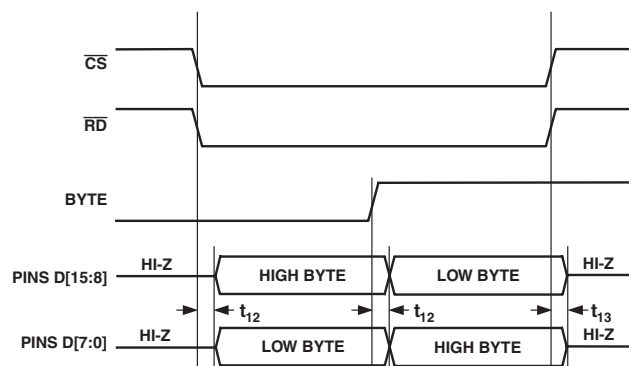 CS
RD
BYTE
PINS D[15:8] HI-Z HIGH BYTE LOW BYTE HI-Z
t12 t12 t13
PINS D[7:0] HI-Z LOW BYTE HIGH BYTE HI-Z